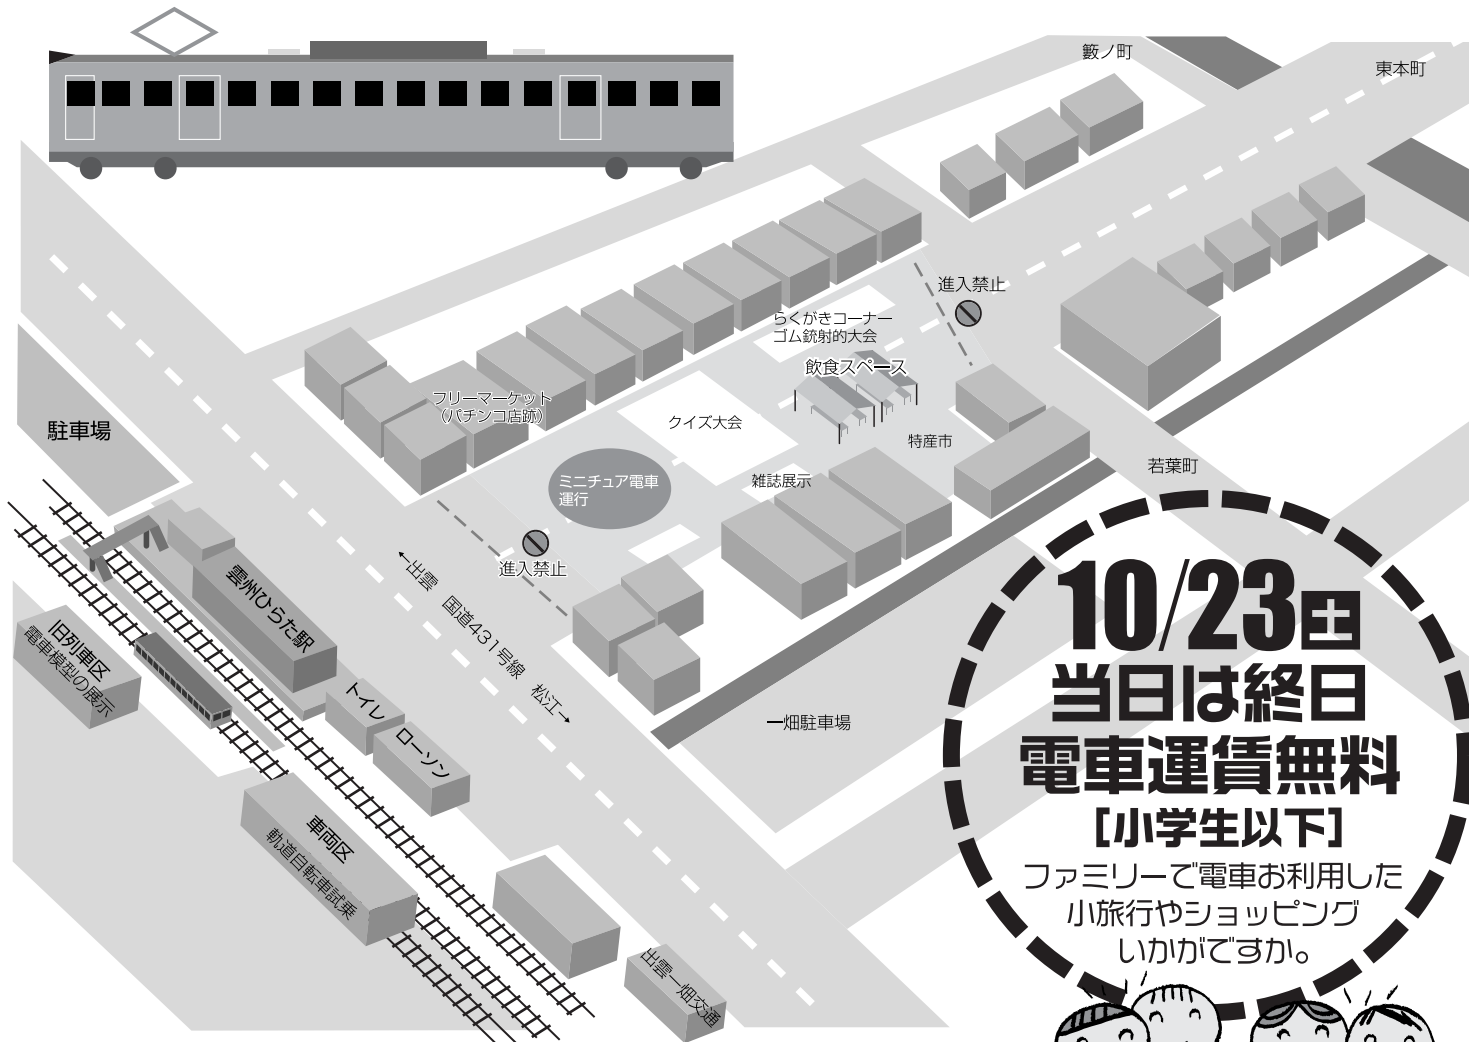 籔ノ町
東本町
進入禁止
らくがきコーナー
ゴム銃射的大会
飲食スペース
フリーマーケット
（パチンコ店跡）
クイズ大会
特産市
駐車場
ミニチュア電車
運行
雑誌展示
若葉町
進入禁止
←出雲　国道431号線　松江→
雲州ひらた駅
旧列車区
電車模型の展示
トイレ
ローソン
一畑駐車場
車両区
軌道自転車試乗
出雲一畑交通
10/23土
当日は終日
電車運賃無料
[小学生以下]
ファミリーで電車お利用した
小旅行やショッピング
いかがですか。